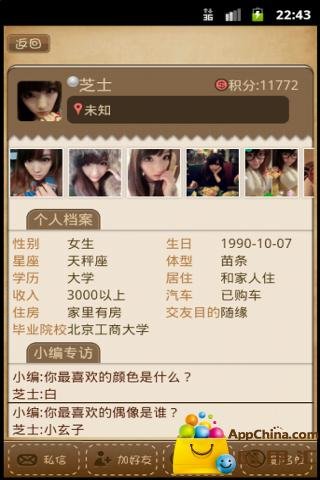 3G 22:43
返回
芝士 S积分:11772
未知
个人档案
性别 女生 生日 1990-10-07
星座 天秤座 体型 苗条
学历 大学 居住 和家人住
收入 3000以上 汽车 已购车
住房 家里有房 交友目的 随缘
毕业院校 北京工商大学
小编专访
小编:你最喜欢的颜色是什么?
芝士:白
小编:你最喜欢的偶像是谁?
芝士:小玄子
AppChina.com
私信 加好友